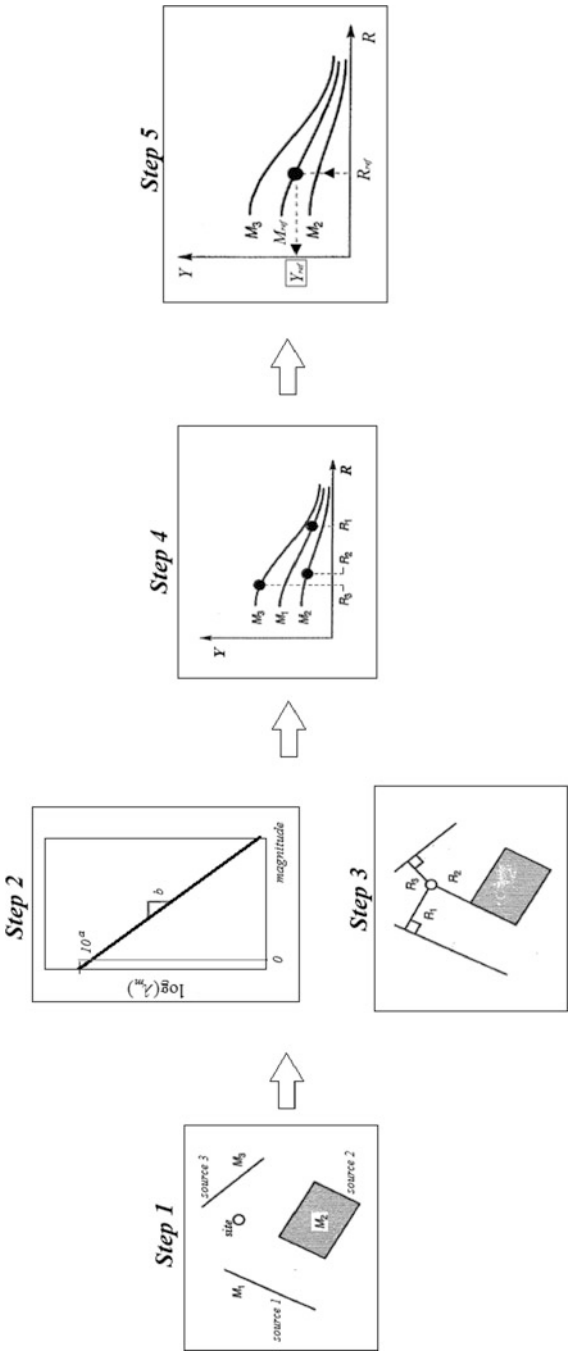 Step 1
source 3
M3
site
M1
M2
source 1
source 2
Step 2
log(λm)
10^a
b
0
magnitude
Step 3
R3
R1
R2
Step 4
Y
M3
M1
M2
R3
R2
R1
R
Step 5
Y
M3
Mref
M2
Yref
Rref
R